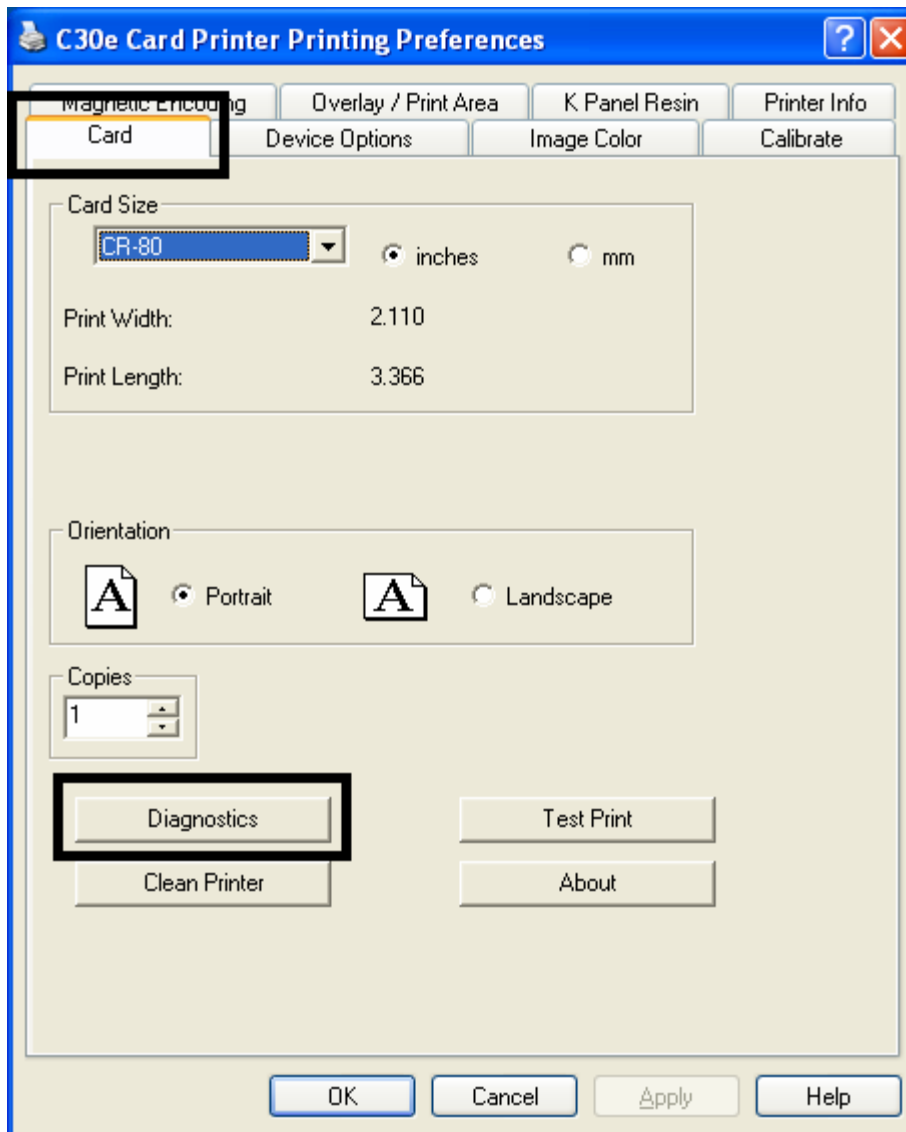 C30e Card Printer Printing Preferences
Magnetic Encoding Overlay / Print Area K Panel Resin Printer Info
Card Device Options Image Color Calibrate
Card Size
CR-80 inches mm
Print Width: 2.110
Print Length: 3.366
Orientation
A Portrait A Landscape
Copies
1
Diagnostics Test Print
Clean Printer About
OK Cancel Apply Help